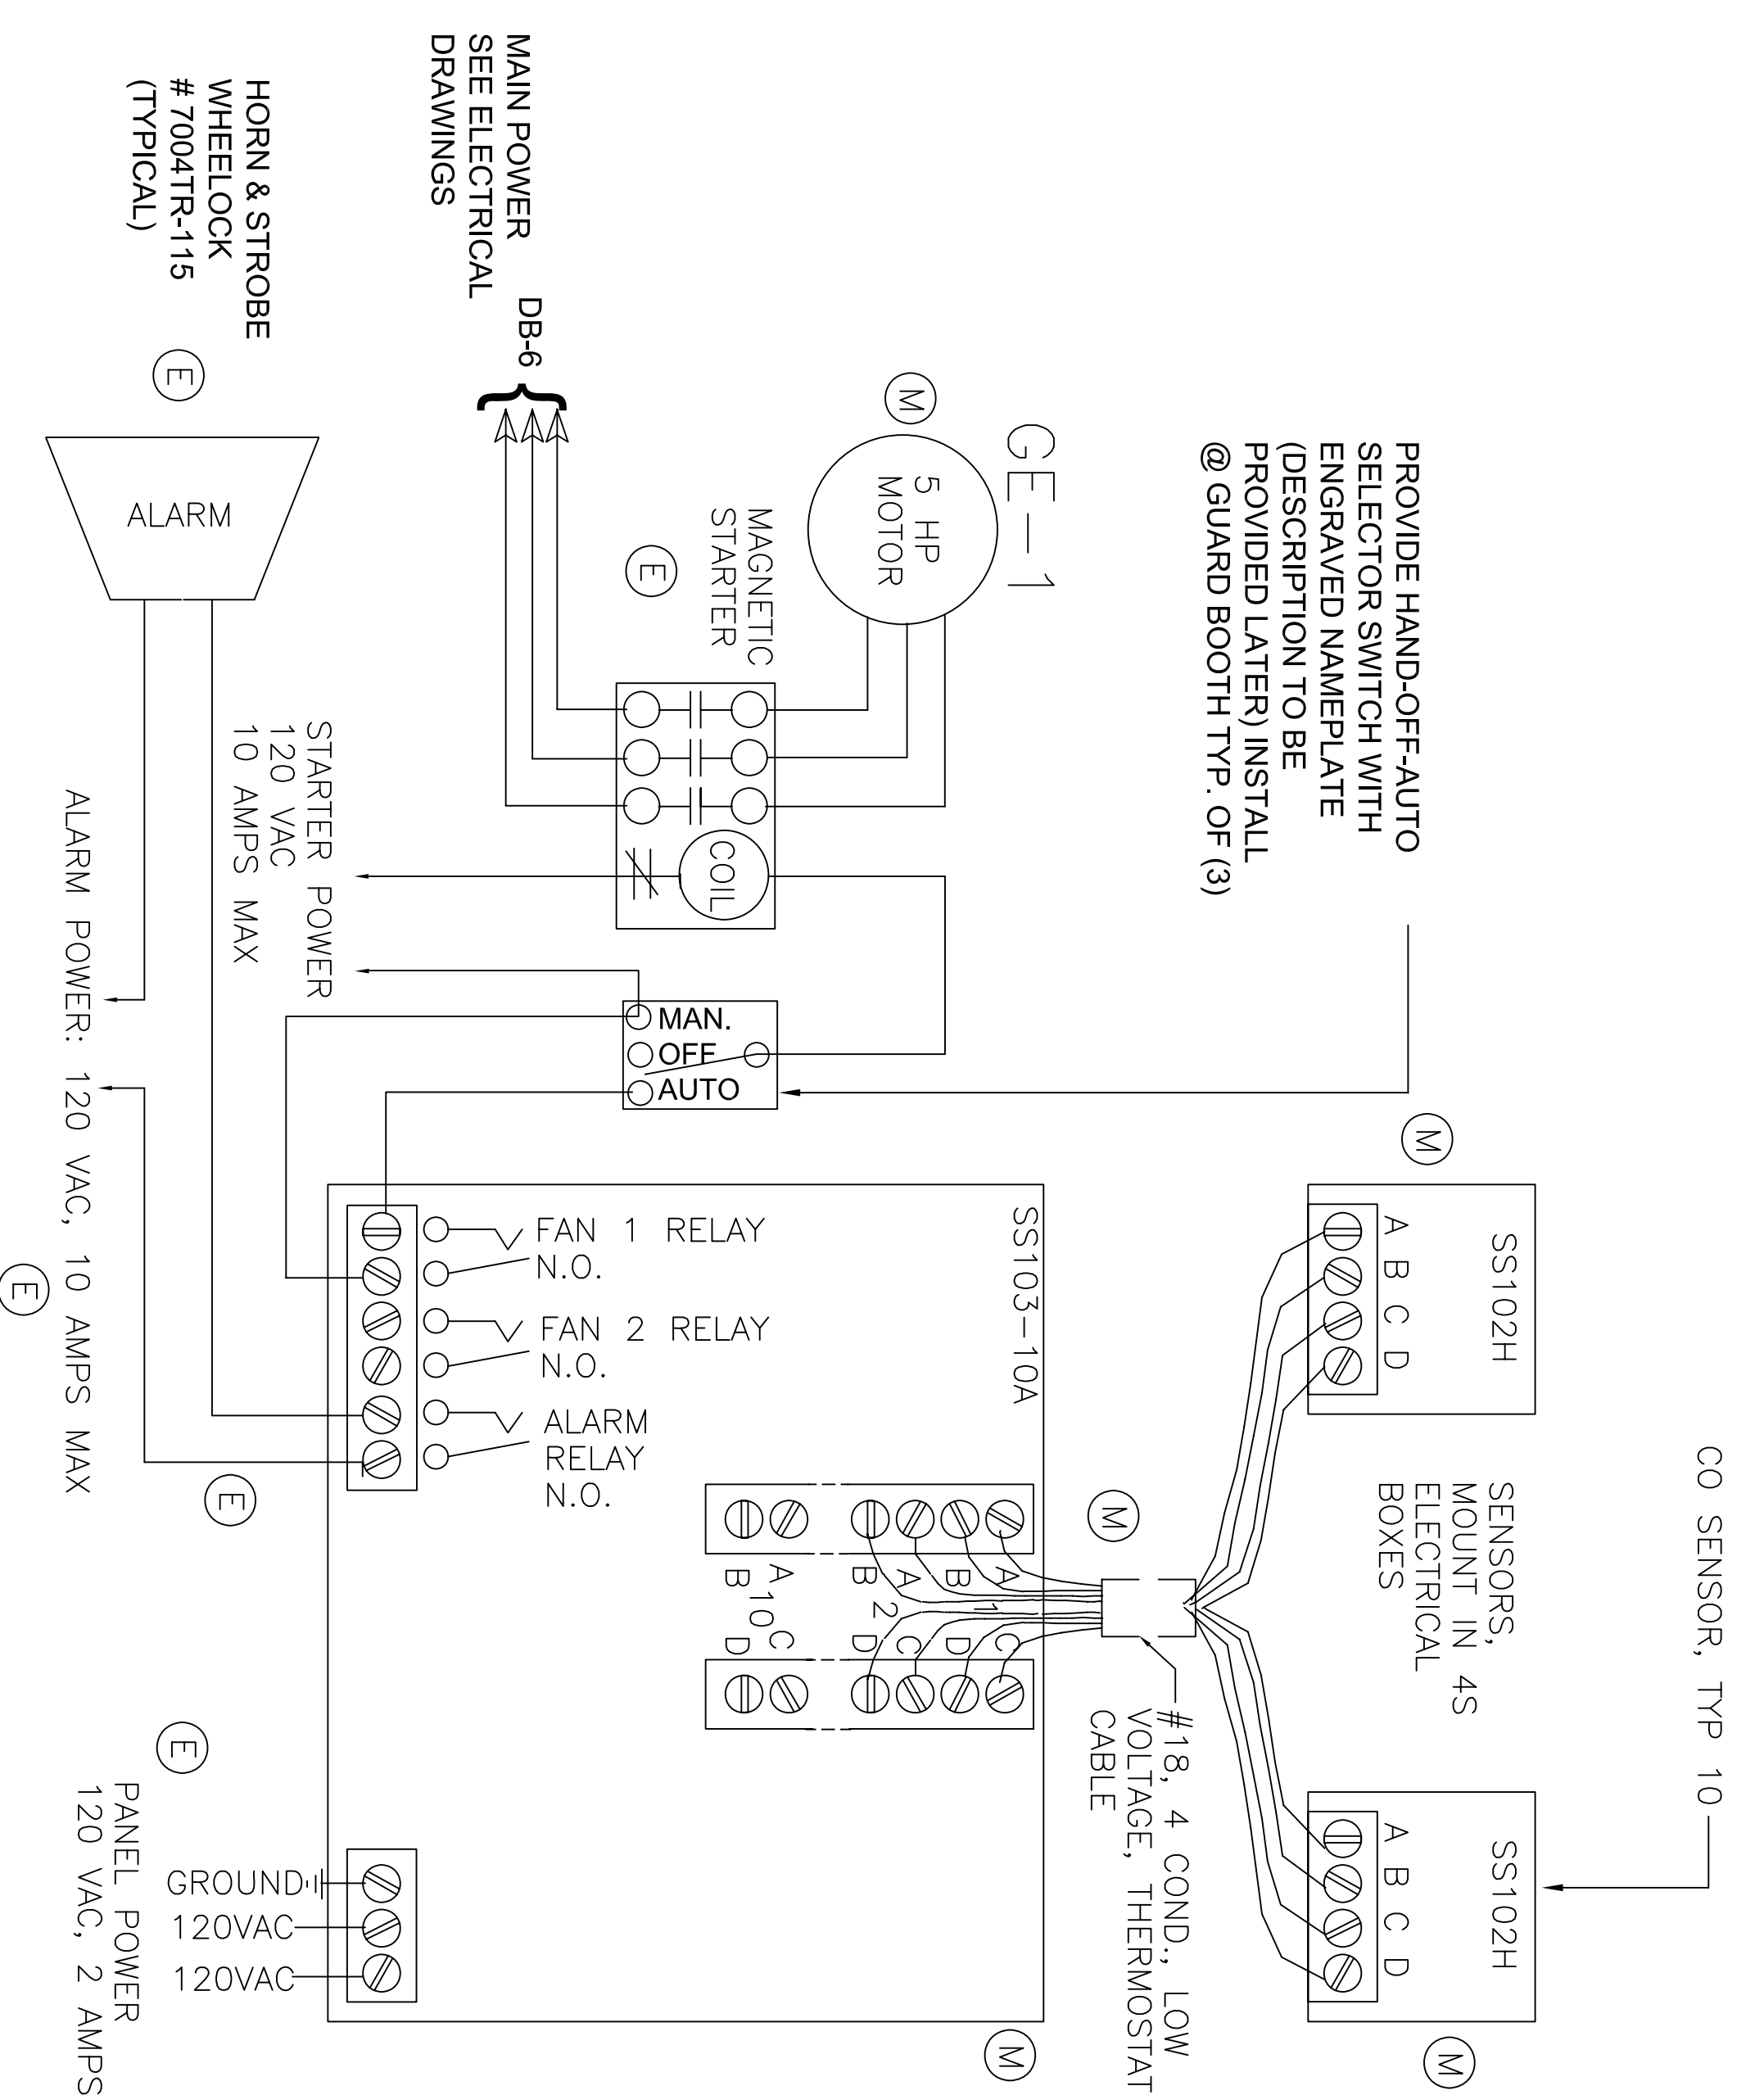 CO SENSOR, TYP 10
SS102H
A B C D
M
SENSORS,
MOUNT IN 4S
ELECTRICAL
BOXES
SS102H
A B C D
M
PROVIDE HAND-OFF-AUTO
SELECTOR SWITCH WITH
ENGRAVED NAMEPLATE
(DESCRIPTION TO BE
PROVIDED LATER) INSTALL
@ GUARD BOOTH TYP. OF (3)
M
#18, 4 COND., LOW
VOLTAGE, THERMOSTAT
CABLE
GE-1
M
5 HP
MOTOR
MAGNETIC
STARTER
E
COIL
MAIN POWER
SEE ELECTRICAL
DRAWINGS
DB-6
MAN.
OFF
AUTO
SS103-10A
M
A C
1
B D
A C
2
B D
A C
10
B D
FAN 1 RELAY
N.O.
FAN 2 RELAY
N.O.
ALARM
RELAY
N.O.
STARTER POWER
120 VAC
10 AMPS MAX
HORN & STROBE
WHEELOCK
# 7004TR-115
(TYPICAL)
E
ALARM
ALARM POWER: 120 VAC, 10 AMPS MAX
E
E
GROUND
120VAC
120VAC
E
PANEL POWER
120 VAC, 2 AMPS